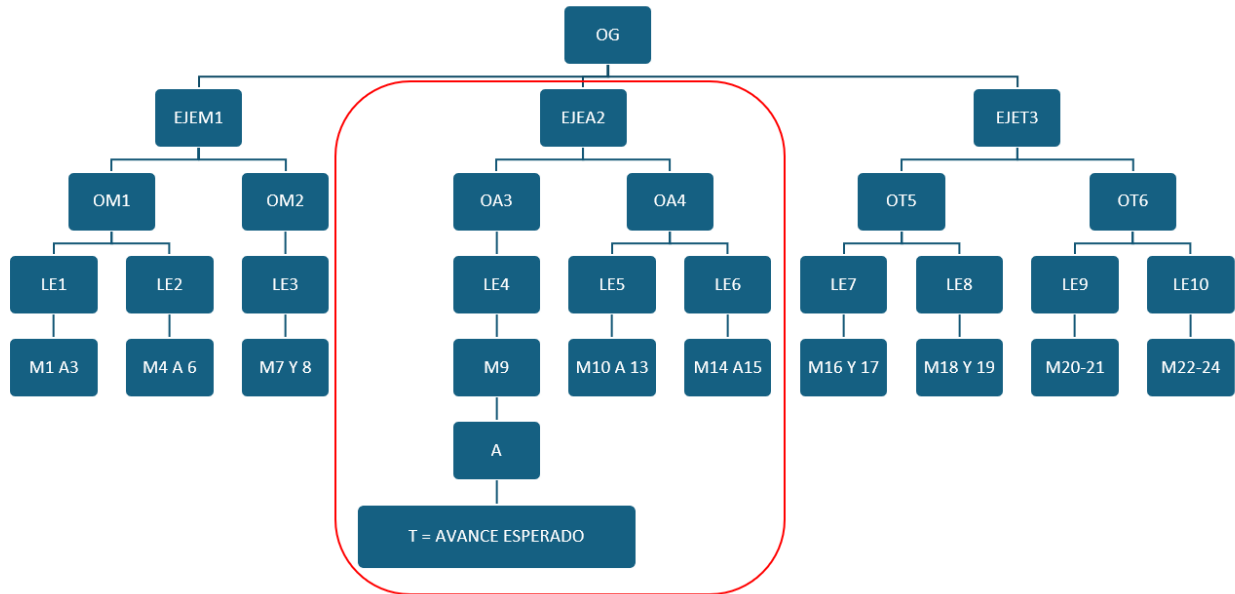 OG
EJEM1
EJEA2
EJET3
OM1
OM2
OA3
OA4
OT5
OT6
LE1
LE2
LE3
LE4
LE5
LE6
LE7
LE8
LE9
LE10
M1 A3
M4 A 6
M7 Y 8
M9
M10 A 13
M14 A15
M16 Y 17
M18 Y 19
M20-21
M22-24
A
T = AVANCE ESPERADO